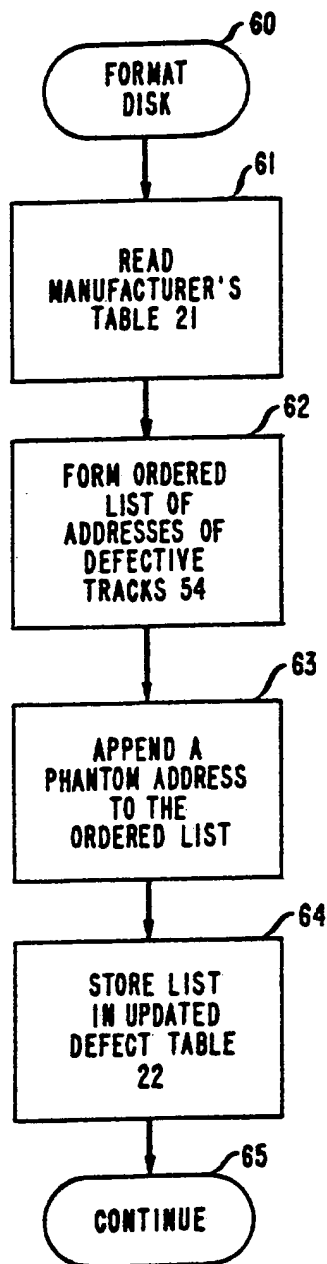 60
FORMAT
DISK
61
READ
MANUFACTURER'S
TABLE 21
62
FORM ORDERED
LIST OF
ADDRESSES OF
DEFECTIVE
TRACKS 54
63
APPEND A
PHANTOM ADDRESS
TO THE
ORDERED LIST
64
STORE LIST
IN UPDATED
DEFECT TABLE
22
65
CONTINUE